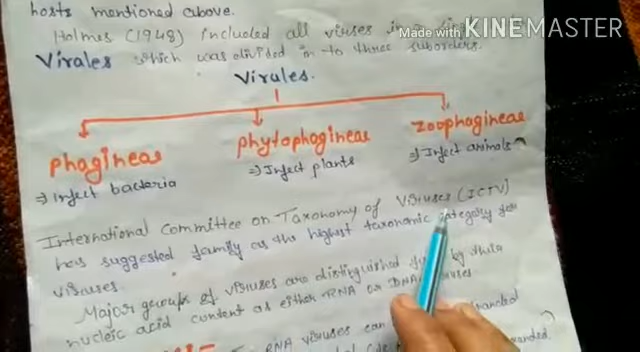 hosts mentioned above.
Holmes (1948) included all viruses in
Made with KINEMASTER
Virales which was divided in to three suborders.
Virales.
Phagineae
Phytophagineae
Zoophagineae
⇒ Infect bacteria
⇒ Infect plants
⇒ Infect animals
International Committee on Taxonomy of Viruses (ICTV)
has suggested family as the highest taxonomic category for
viruses.
Major groups of viruses are distinguished by their
nucleic acid content as either RNA or DNA
RNA viruses can